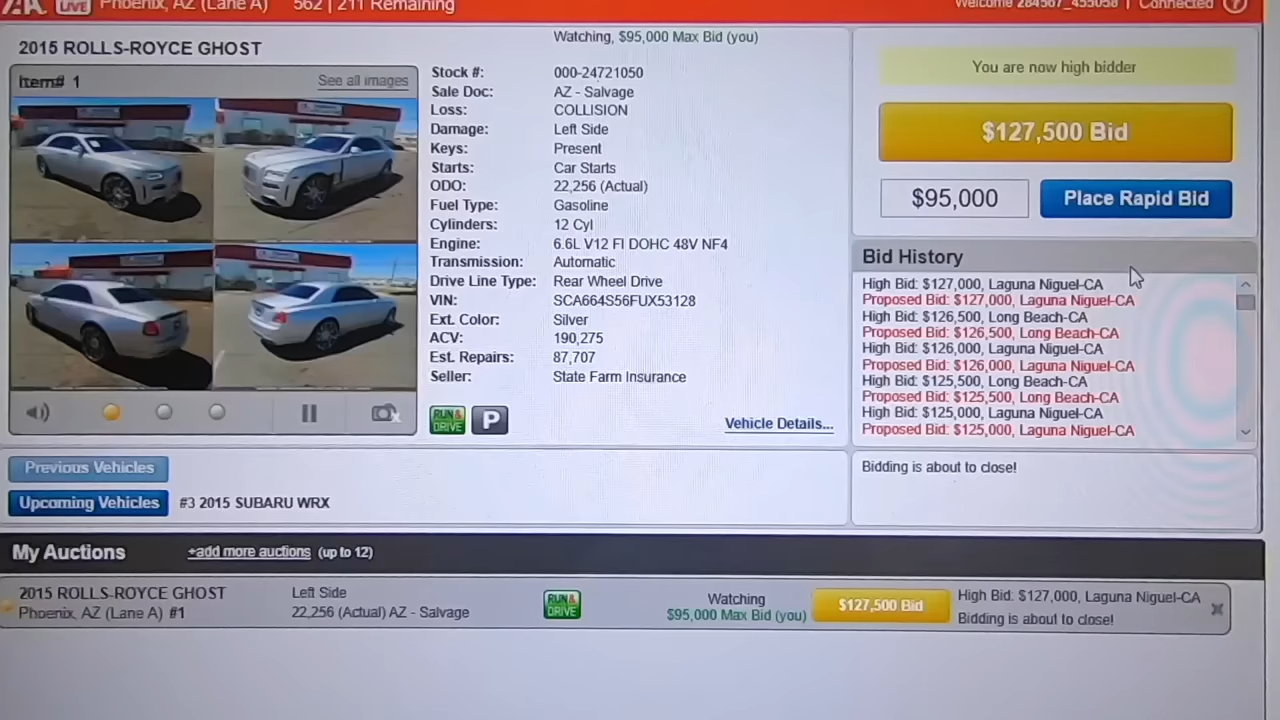 LIVE Phoenix, AZ (Lane A) 562 | 211 Remaining Welcome 284567_455058 | Connected ?
2015 ROLLS-ROYCE GHOST
Watching, $95,000 Max Bid (you)
Item# 1 See all images
Stock #: 000-24721050
Sale Doc: AZ - Salvage
Loss: COLLISION
Damage: Left Side
Keys: Present
Starts: Car Starts
ODO: 22,256 (Actual)
Fuel Type: Gasoline
Cylinders: 12 Cyl
Engine: 6.6L V12 FI DOHC 48V NF4
Transmission: Automatic
Drive Line Type: Rear Wheel Drive
VIN: SCA664S56FUX53128
Ext. Color: Silver
ACV: 190,275
Est. Repairs: 87,707
Seller: State Farm Insurance
RUN & DRIVE P Vehicle Details...
You are now high bidder
$127,500 Bid
$95,000 Place Rapid Bid
Bid History
High Bid: $127,000, Laguna Niguel-CA
Proposed Bid: $127,000, Laguna Niguel-CA
High Bid: $126,500, Long Beach-CA
Proposed Bid: $126,500, Long Beach-CA
High Bid: $126,000, Laguna Niguel-CA
Proposed Bid: $126,000, Laguna Niguel-CA
High Bid: $125,500, Long Beach-CA
Proposed Bid: $125,500, Long Beach-CA
High Bid: $125,000, Laguna Niguel-CA
Proposed Bid: $125,000, Laguna Niguel-CA
Bidding is about to close!
Previous Vehicles
Upcoming Vehicles #3 2015 SUBARU WRX
My Auctions +add more auctions (up to 12)
2015 ROLLS-ROYCE GHOST
Phoenix, AZ (Lane A) #1
Left Side
22,256 (Actual) AZ - Salvage
RUN & DRIVE
Watching
$95,000 Max Bid (you)
$127,500 Bid
High Bid: $127,000, Laguna Niguel-CA
Bidding is about to close!